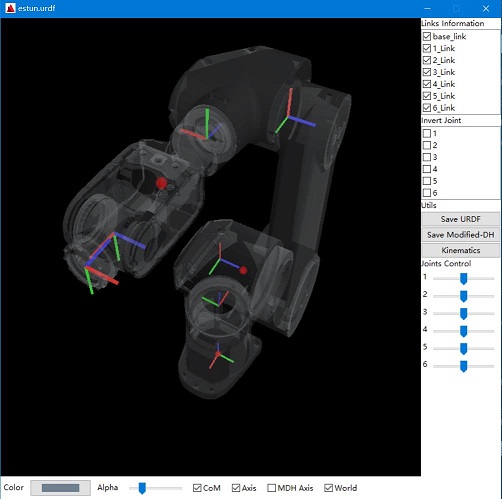 estun.urdf
Links Information
base_link
1_Link
2_Link
3_Link
4_Link
5_Link
6_Link
Invert Joint
1
2
3
4
5
6
Utils
Save URDF
Save Modified-DH
Kinematics
Joints Control
1
2
3
4
5
6
Color Alpha CoM Axis MDH Axis World